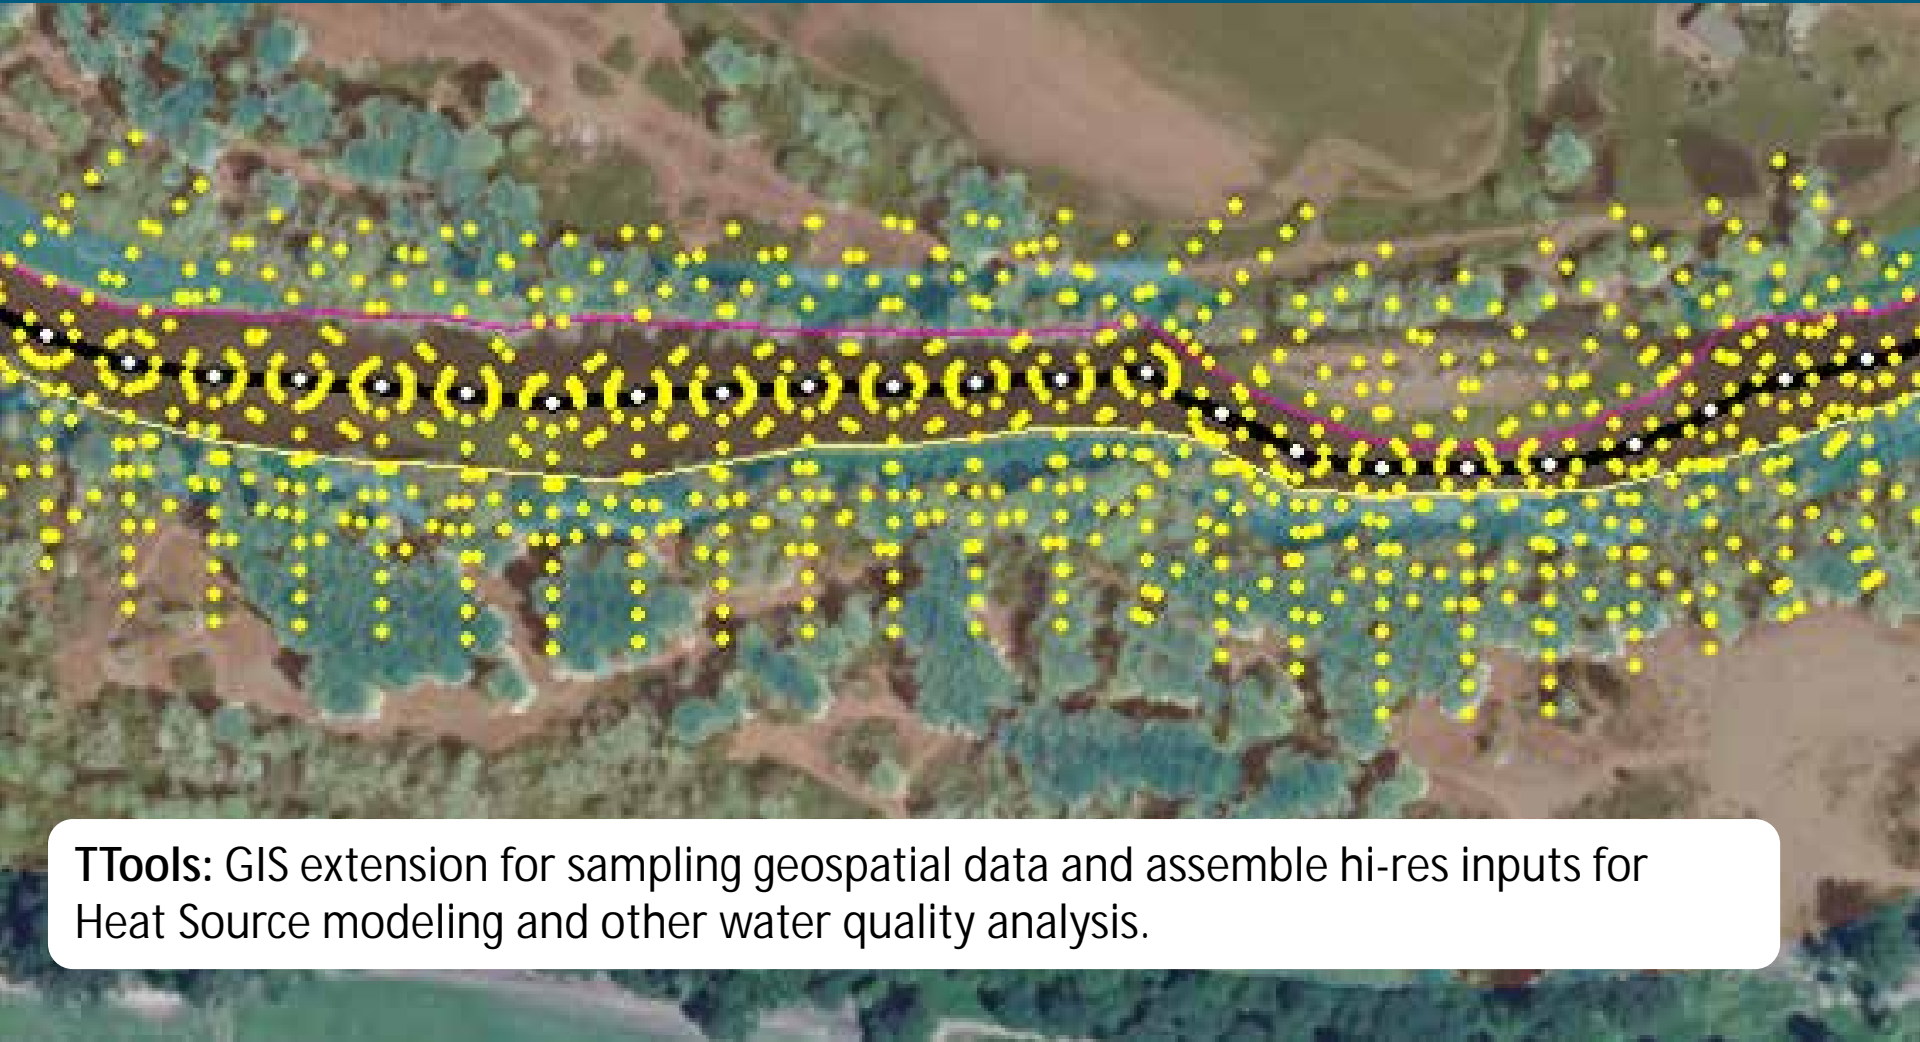 TTools: GIS extension for sampling geospatial data and assemble hi-res inputs for
Heat Source modeling and other water quality analysis.